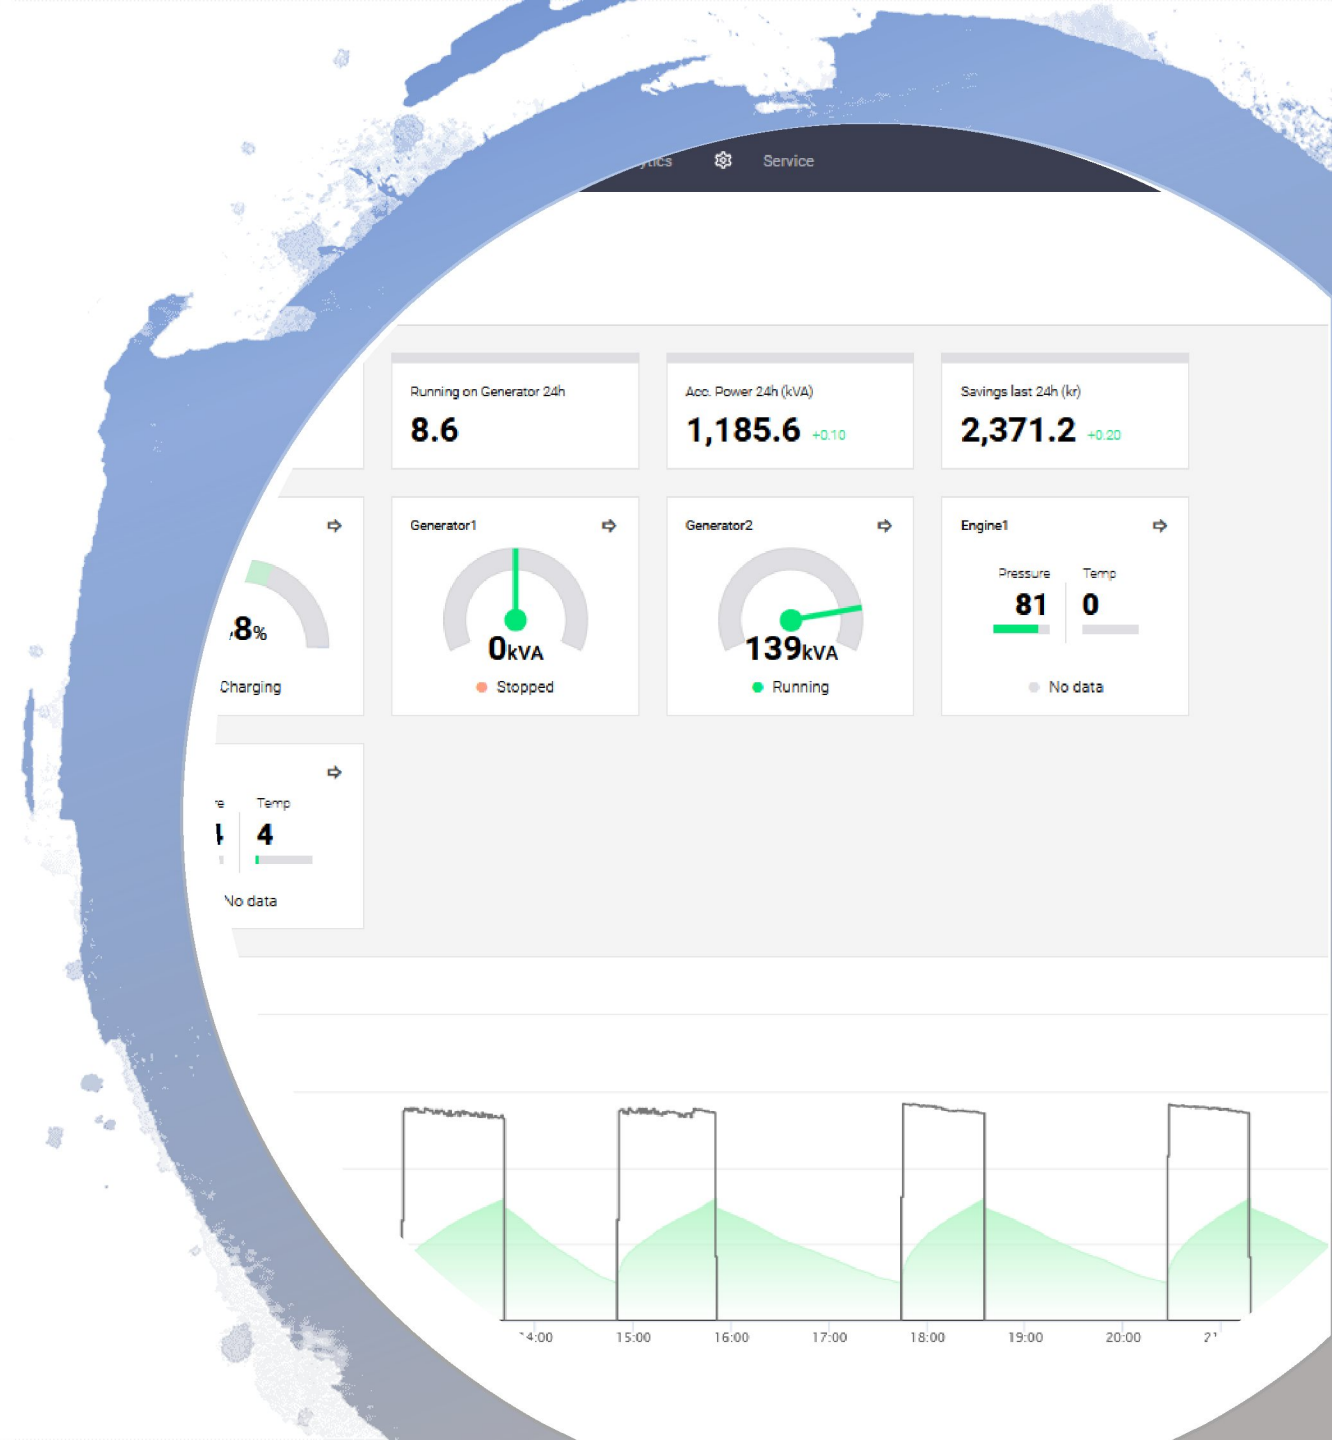 Service
Running on Generator 24h
8.6
Acc. Power 24h (kVA)
1,185.6 +0.10
Savings last 24h (kr)
2,371.2 +0.20
8%
Charging
Generator1
0kVA
Stopped
Generator2
139kVA
Running
Engine1
Pressure Temp
81 0
No data
Temp
4
No data
15:00 16:00 17:00 18:00 19:00 20:00